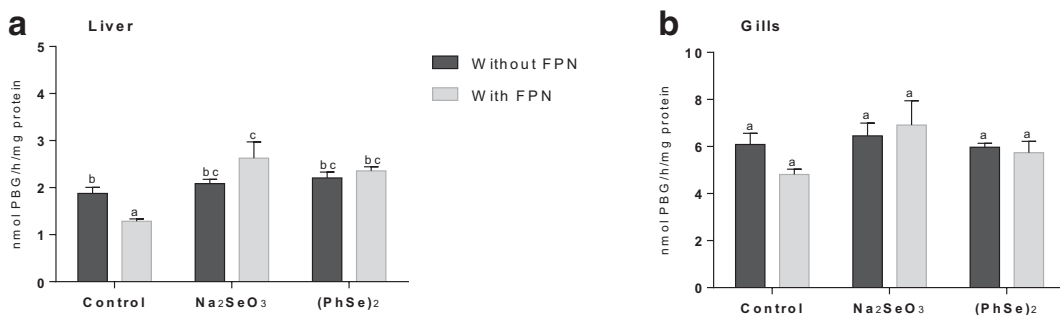 a
Liver
nmol PBG/h/mg protein
5
4
3
2
1
0
b
a
bc
c
bc
bc
Control
Na₂SeO₃
(PhSe)₂
Without FPN
With FPN
b
Gills
nmol PBG/h/mg protein
10
8
6
4
2
0
a
a
a
a
a
a
Control
Na₂SeO₃
(PhSe)₂